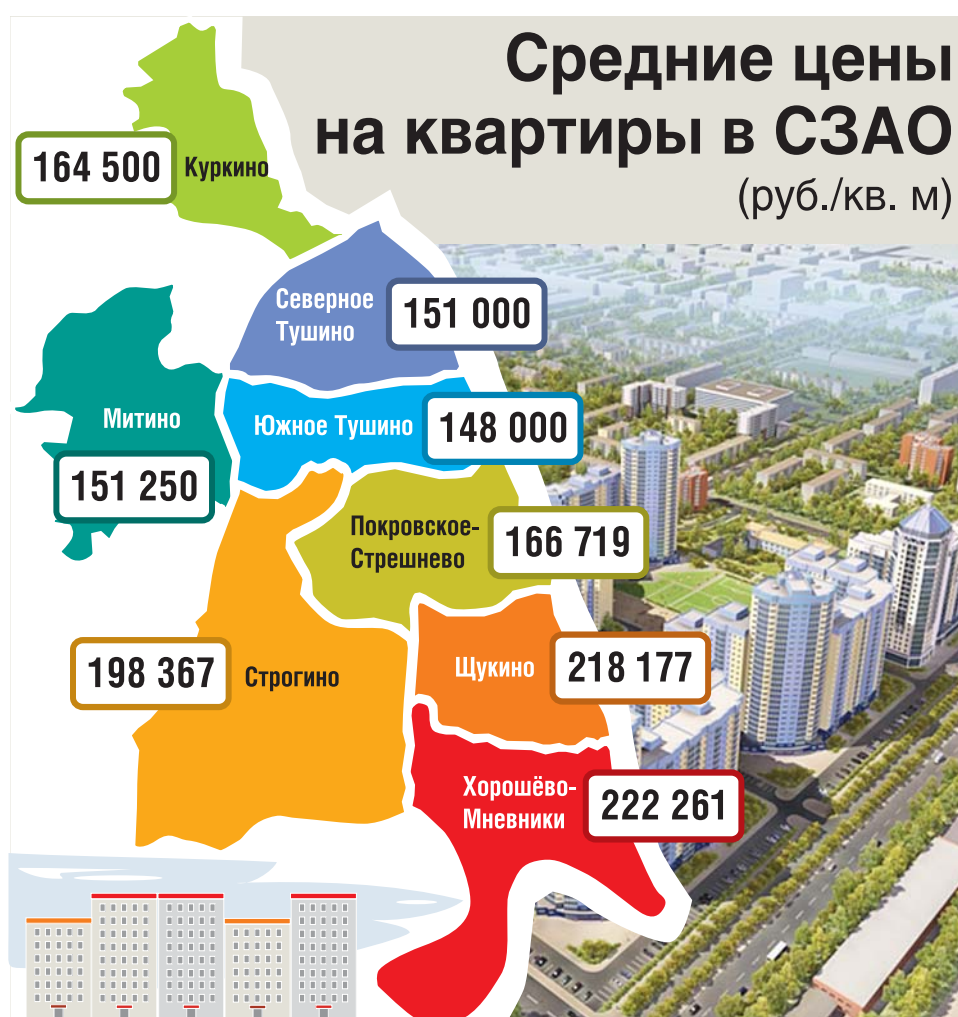 Средние цены
на квартиры в СЗАО
(руб./кв. м)
164 500
Куркино
Северное
Тушино
151 000
Митино
151 250
Южное Тушино
148 000
Покровское-
Стрешнево
166 719
198 367
Строгино
Щукино
218 177
Хорошёво-
Мневники
222 261